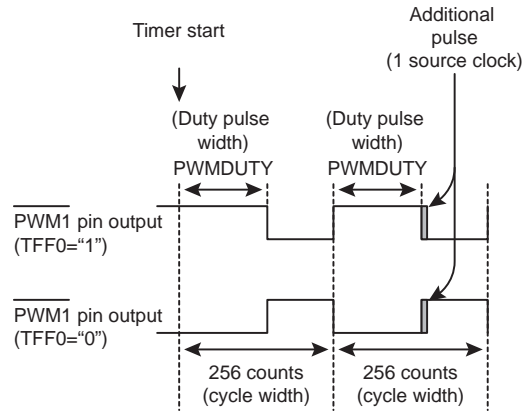 Additional
pulse
(1 source clock)
Timer start
(Duty pulse
width)
PWMDUTY
(Duty pulse
width)
PWMDUTY
PWM1 pin output
(TFF0=“1”)
PWM1 pin output
(TFF0=“0”)
256 counts
(cycle width)
256 counts
(cycle width)